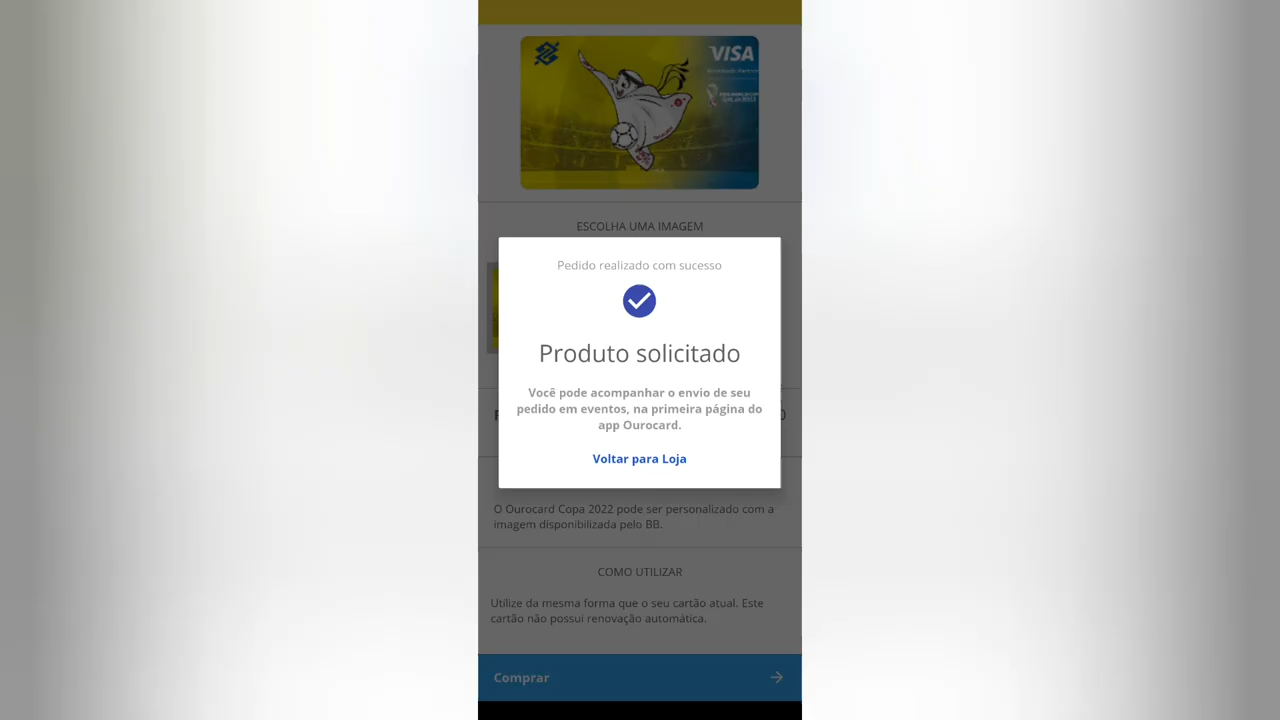 VISA
ESCOLHA UMA IMAGEM
Pedido realizado com sucesso
Produto solicitado
Você pode acompanhar o envio de seu
pedido em eventos, na primeira página do
app Ourocard.
Voltar para Loja
O Ourocard Copa 2022 pode ser personalizado com a
imagem disponibilizada pelo BB.
COMO UTILIZAR
Utilize da mesma forma que o seu cartão atual. Este
cartão não possui renovação automática.
Comprar